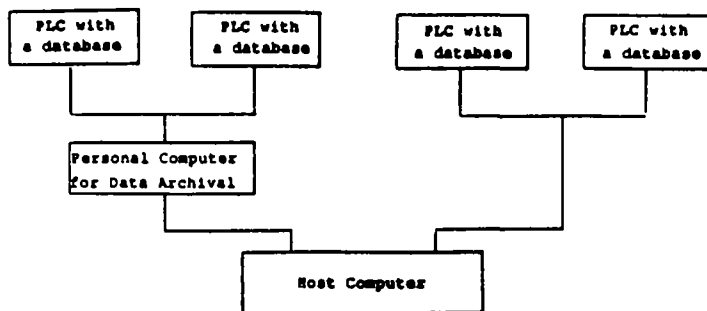 PLC with
a database
PLC with
a database
PLC with
a database
PLC with
a database
Personal Computer
for Data Archival
Host Computer